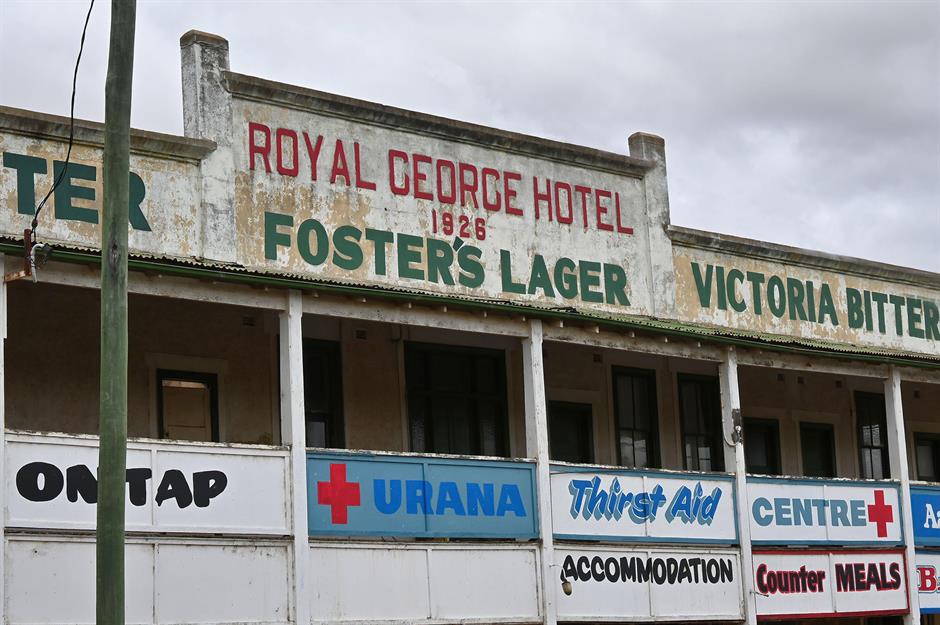 ROYAL GEORGE HOTEL
1926
TER
FOSTER'S LAGER
VICTORIA BITTER
ON TAP
URANA
Thirst Aid
CENTRE
ACCOMMODATION
Counter MEALS